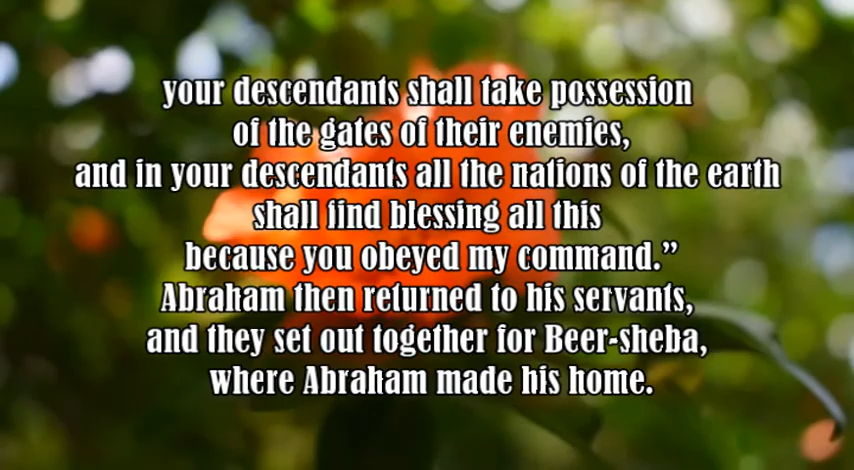 your descendants shall take possession
of the gates of their enemies,
and in your descendants all the nations of the earth
shall find blessing all this
because you obeyed my command.”
Abraham then returned to his servants,
and they set out together for Beer-sheba,
where Abraham made his home.